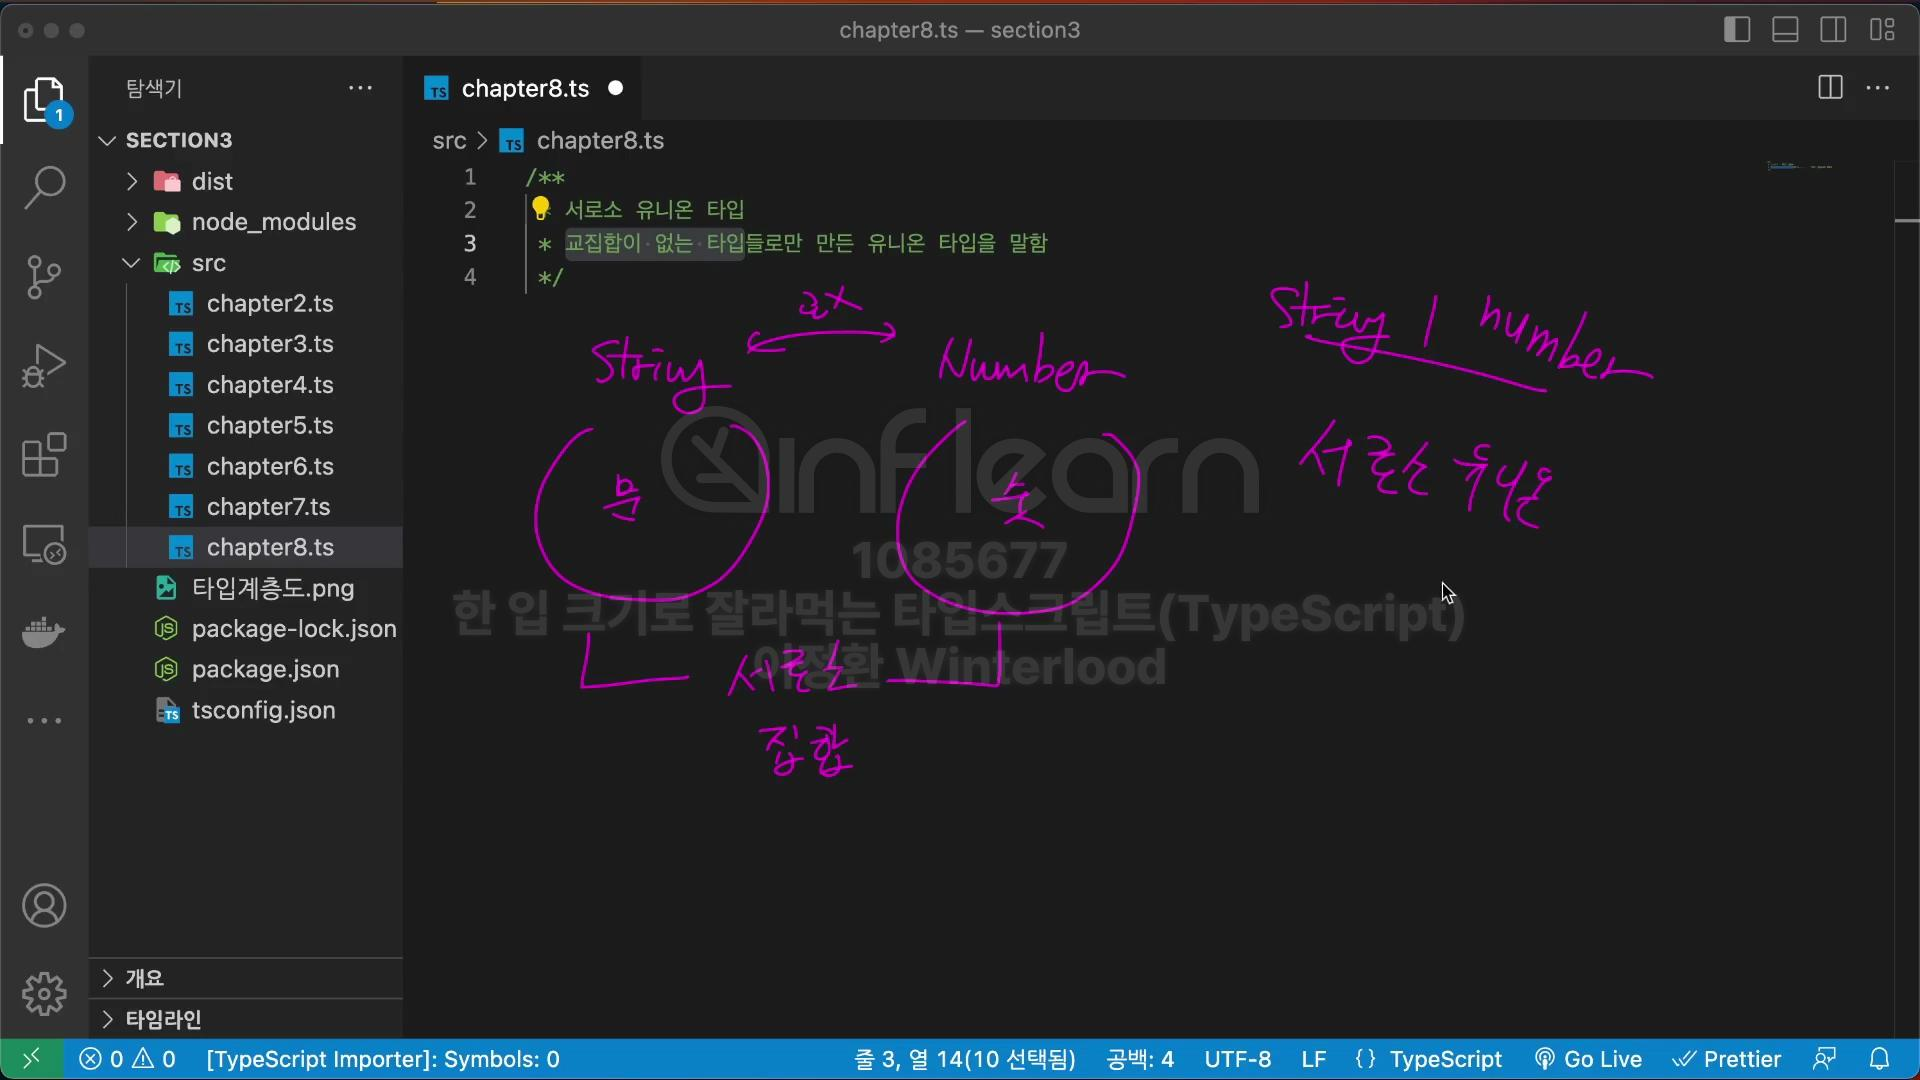 chapter8.ts — section3
탐색기
1
SECTION3
dist
node_modules
src
chapter2.ts
chapter3.ts
chapter4.ts
chapter5.ts
chapter6.ts
chapter7.ts
chapter8.ts
타입계층도.png
package-lock.json
package.json
tsconfig.json
개요
타임라인
chapter8.ts
src > chapter8.ts
1 /**
2 서로소 유니온 타입
3 * 교집합이 없는 타입들로만 만든 유니온 타입을 말함
4 */
String
Number
String | number
문
수
서로소 유니온
서로소
집합
inflearn
1085677
한 입 크기로 잘라먹는 타입스크립트(TypeScript)
이정환 Winterlood
0 0 [TypeScript Importer]: Symbols: 0
줄 3, 열 14(10 선택됨) 공백: 4 UTF-8 LF {} TypeScript Go Live Prettier